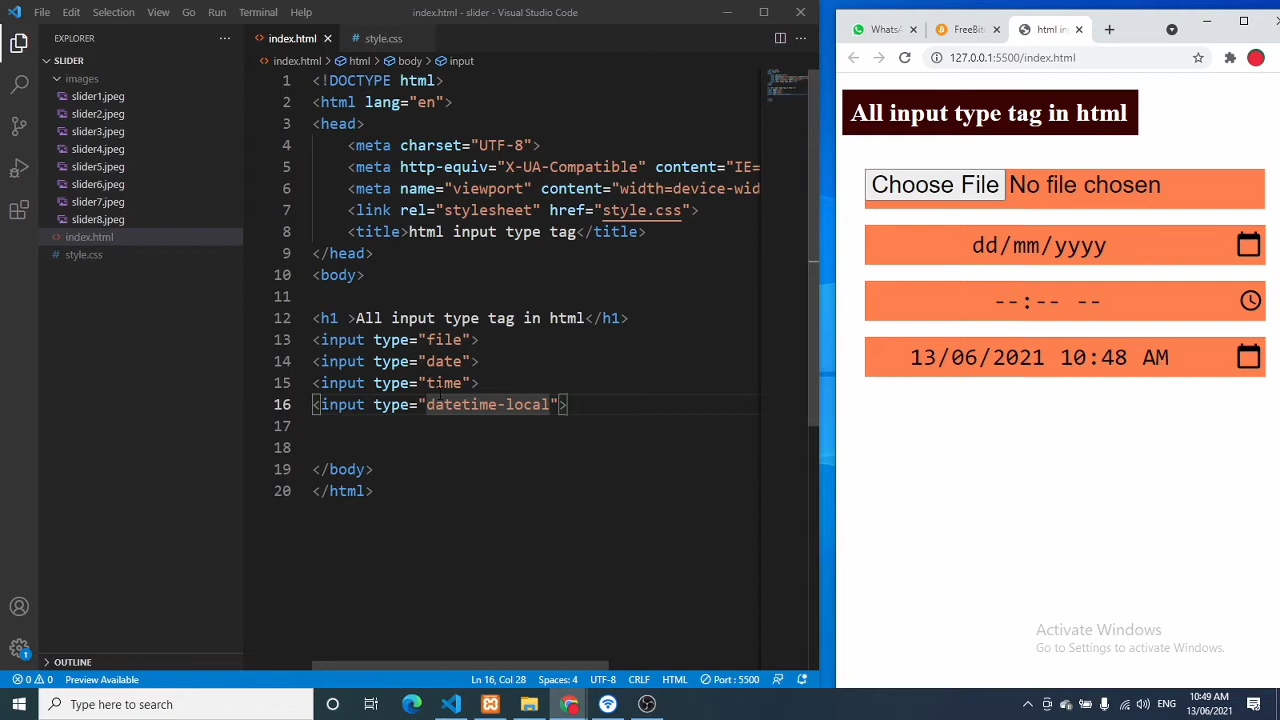 File Edit Selection View Go Run Terminal Help
index.html - slider - Visual Studio Code
EXPLORER
SLIDER
images
slider1.jpeg
slider2.jpeg
slider3.jpeg
slider4.jpeg
slider5.jpeg
slider6.jpeg
slider7.jpeg
slider8.jpeg
index.html
style.css
OUTLINE
index.html style.css
index.html > html > body > input
1 <!DOCTYPE html>
2 <html lang="en">
3 <head>
4 <meta charset="UTF-8">
5 <meta http-equiv="X-UA-Compatible" content="IE=
6 <meta name="viewport" content="width=device-wid
7 <link rel="stylesheet" href="style.css">
8 <title>html input type tag</title>
9 </head>
10 <body>
11
12 <h1 >All input type tag in html</h1>
13 <input type="file">
14 <input type="date">
15 <input type="time">
16 <input type="datetime-local">
17
18
19 </body>
20 </html>
0 0 Preview Available
Ln 16, Col 28 Spaces: 4 UTF-8 CRLF HTML Port : 5500
WhatsA FreeBit html in
127.0.0.1:5500/index.html
All input type tag in html
Choose File No file chosen
dd/mm/yyyy
--:-- --
13/06/2021 10:48 AM
Activate Windows
Go to Settings to activate Windows.
Type here to search
ENG
10:49 AM
13/06/2021